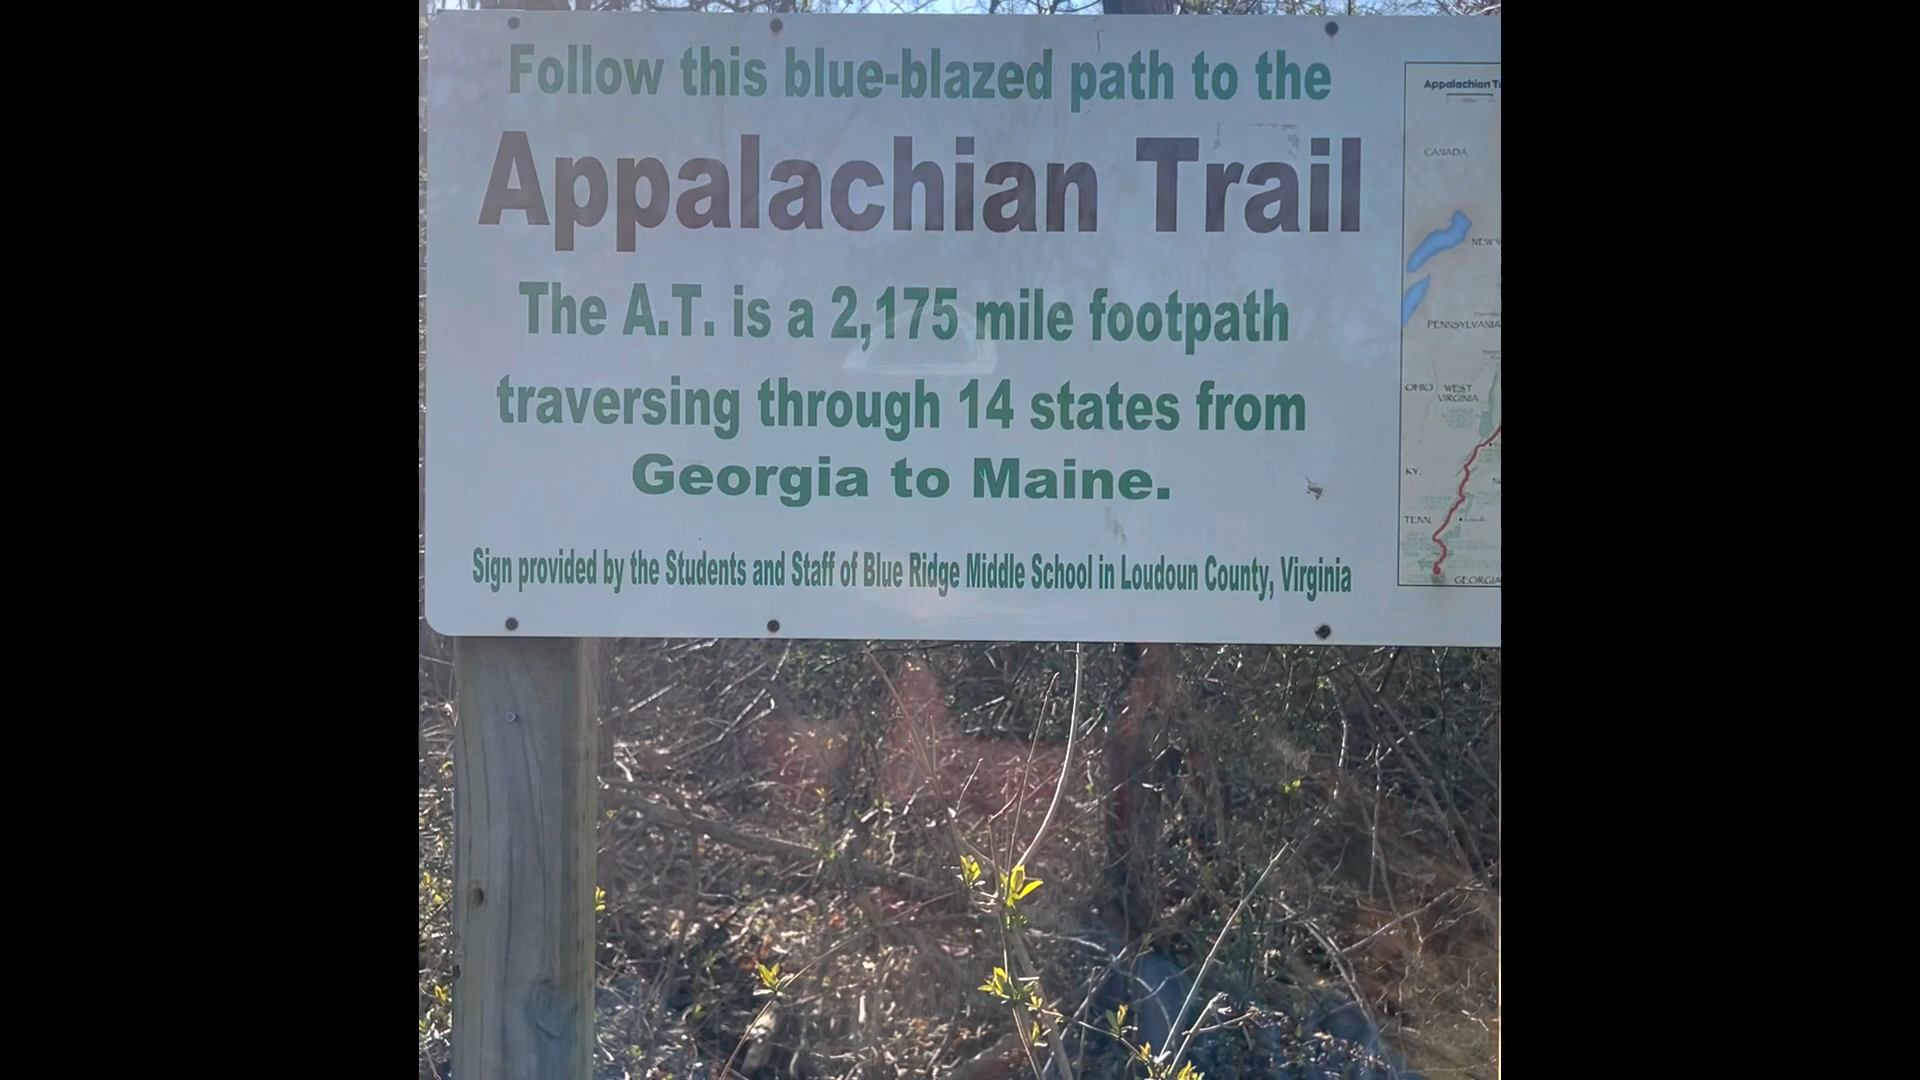 Follow this blue-blazed path to the
Appalachian Trail
The A.T. is a 2,175 mile footpath
traversing through 14 states from
Georgia to Maine.
Sign provided by the Students and Staff of Blue Ridge Middle School in Loudoun County, Virginia
Appalachian
CANADA
NEW
PENNSYLVANIA
OHIO WEST
VIRGINIA
KY.
TENN.
GEORGIA